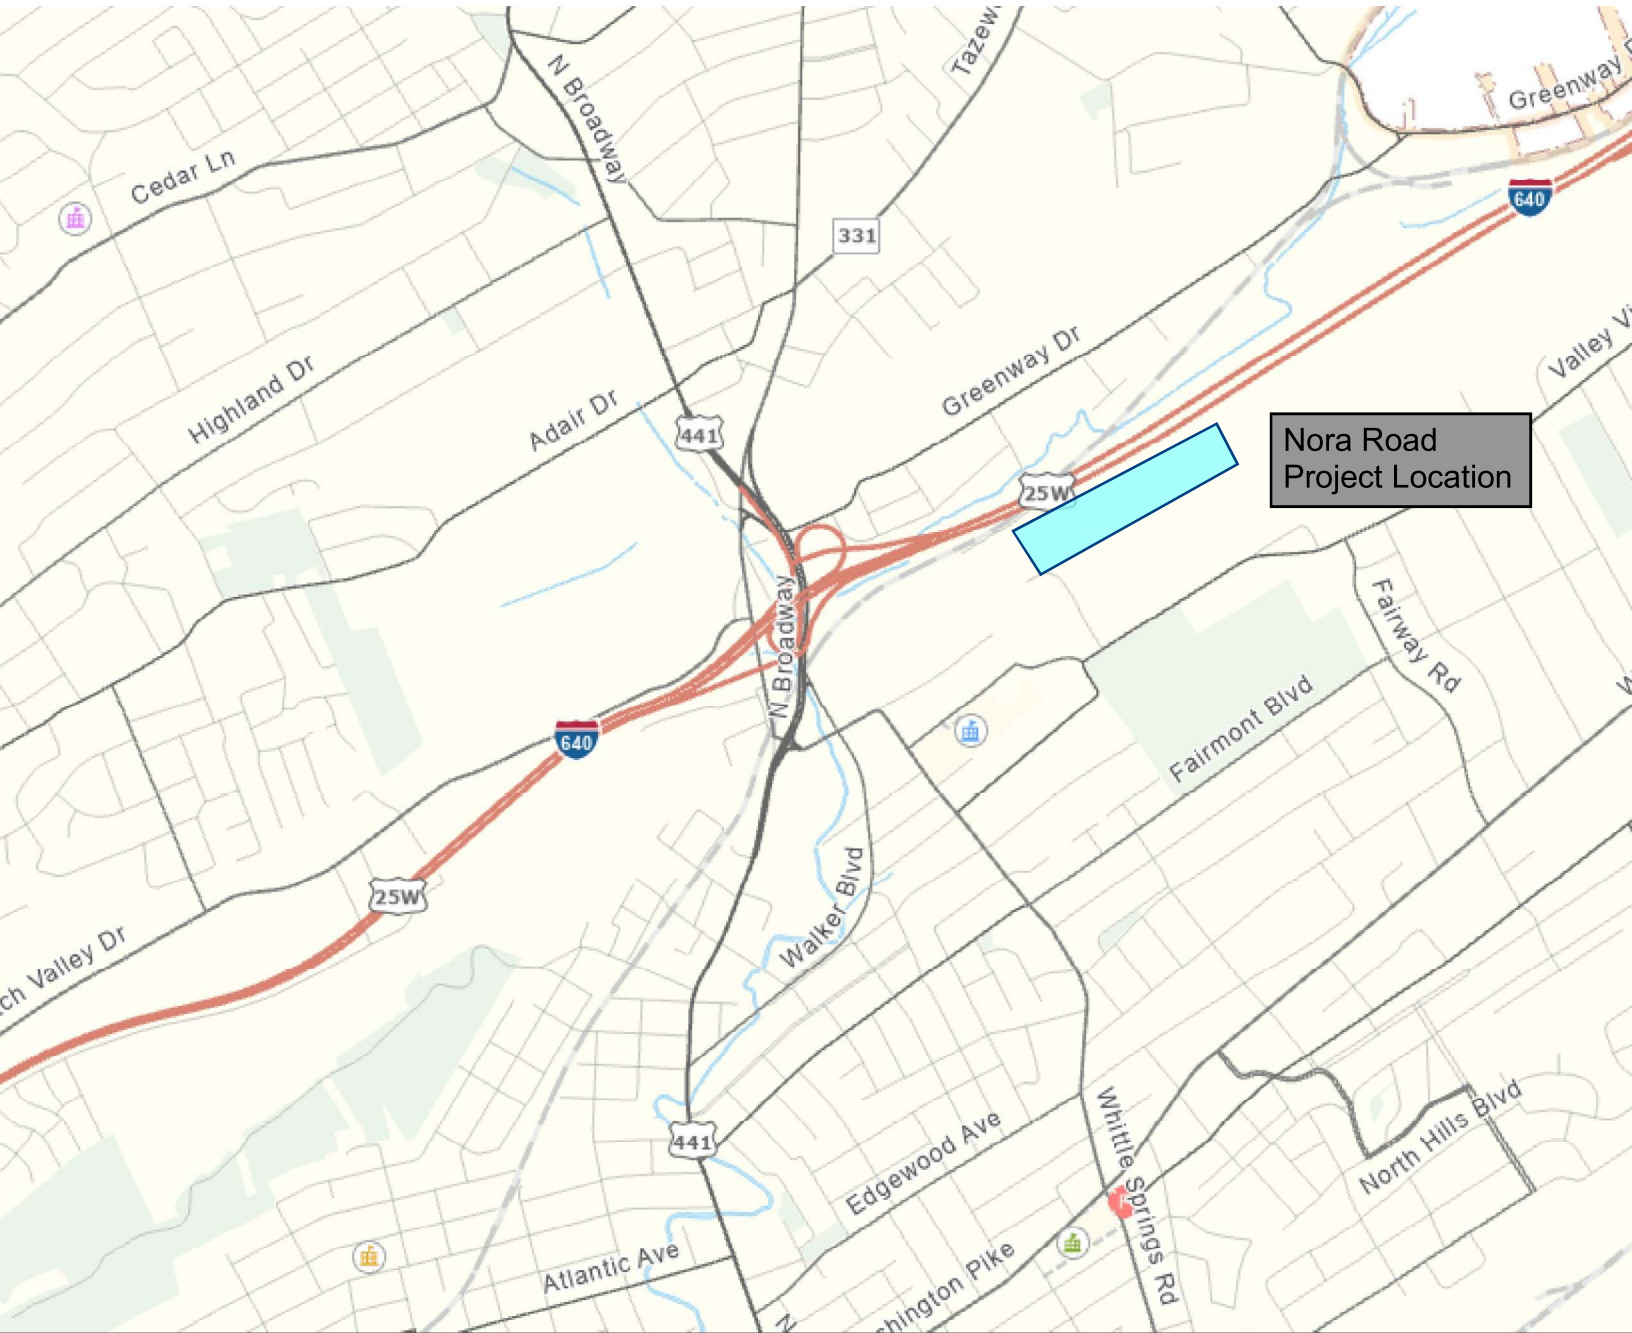 N Broadway
Tazew
Greenway
Cedar Ln
640
331
Highland Dr
Adair Dr
Greenway Dr
Valley Vi
441
Nora Road
Project Location
25W
N Broadway
Fairway Rd
Fairmont Blvd
640
25W
Walker Blvd
ch Valley Dr
Whittle Springs Rd
North Hills Blvd
441
Edgewood Ave
Atlantic Ave
hington Pike
N